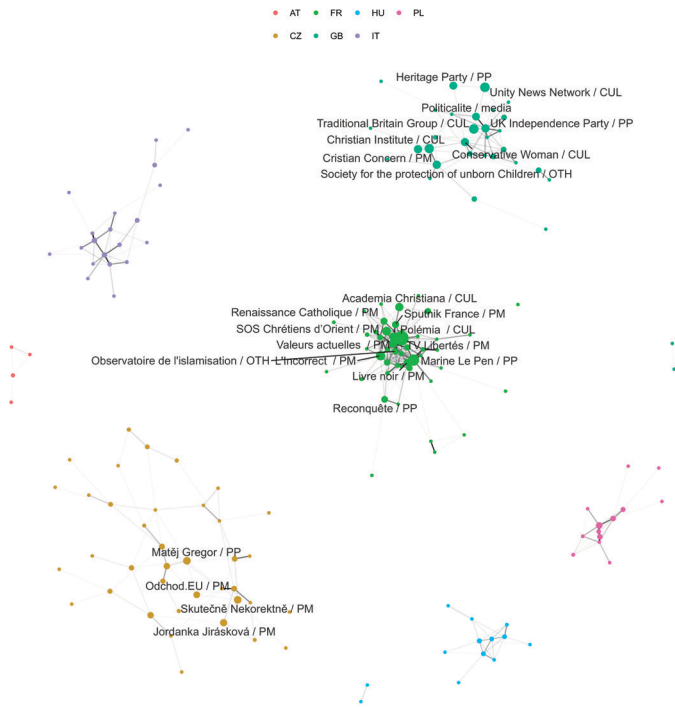 AT FR HU PL
CZ GB IT
Heritage Party / PP
Unity News Network / CUL
Politicalite / media
Traditional Britain Group / CUL
UK Independence Party / PP
Christian Institute / CUL
Cristian Concern / PM
Conservative Woman / CUL
Society for the protection of unborn Children / OTH
Academia Christiana / CUL
Renaissance Catholique / PM
Sputnik France / PM
SOS Chrétiens d'Orient / PM
Polémia / CUL
Valeurs actuelles / PM
TV Libertés / PM
Observatoire de l'islamisation / OTH
L'Incorrect / PM
Marine Le Pen / PP
Livre noir / PM
Reconquête / PP
Matěj Gregor / PP
Odchod.EU / PM
Skutečně Nekorektně / PM
Jordanka Jirásková / PM